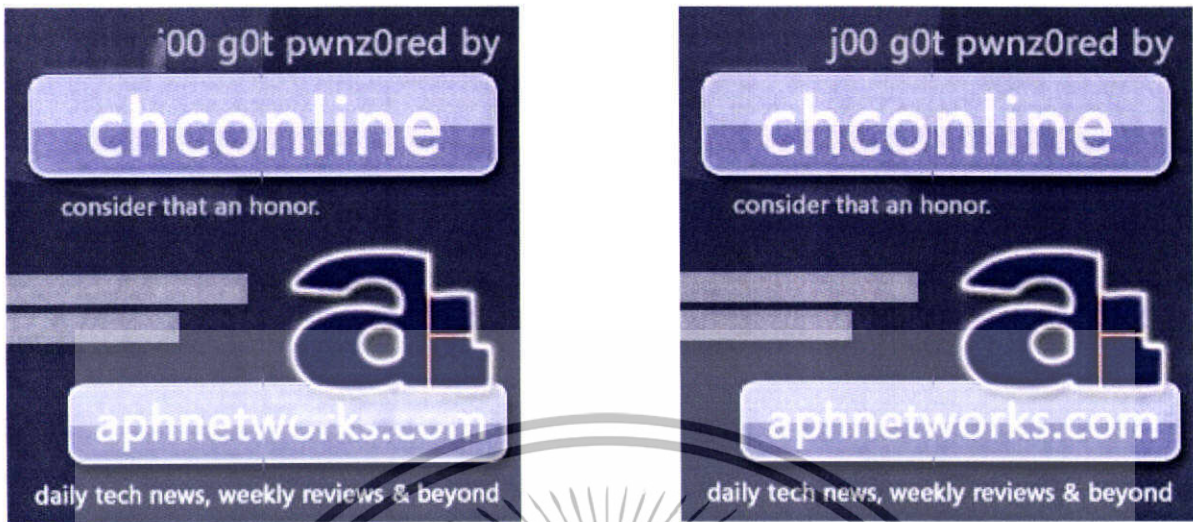 j00 g0t pwnz0red by
chconline
consider that an honor.
a
aphnetworks.com
daily tech news, weekly reviews & beyond
j00 g0t pwnz0red by
chconline
consider that an honor.
a
aphnetworks.com
daily tech news, weekly reviews & beyond